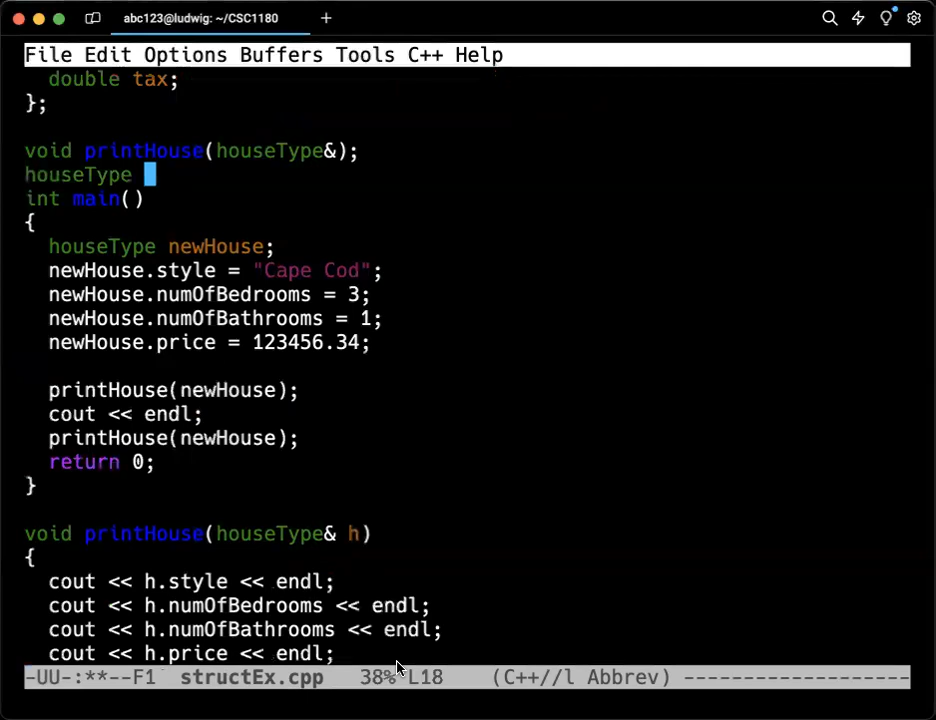 abc123@ludwig: ~/CSC1180 +
File Edit Options Buffers Tools C++ Help
double tax;
};
void printHouse(houseType&);
houseType
int main()
{
houseType newHouse;
newHouse.style = "Cape Cod";
newHouse.numOfBedrooms = 3;
newHouse.numOfBathrooms = 1;
newHouse.price = 123456.34;
printHouse(newHouse);
cout << endl;
printHouse(newHouse);
return 0;
}
void printHouse(houseType& h)
{
cout << h.style << endl;
cout << h.numOfBedrooms << endl;
cout << h.numOfBathrooms << endl;
cout << h.price << endl;
-UU-:**--F1 structEx.cpp 38% L18 (C++//l Abbrev) -------------------